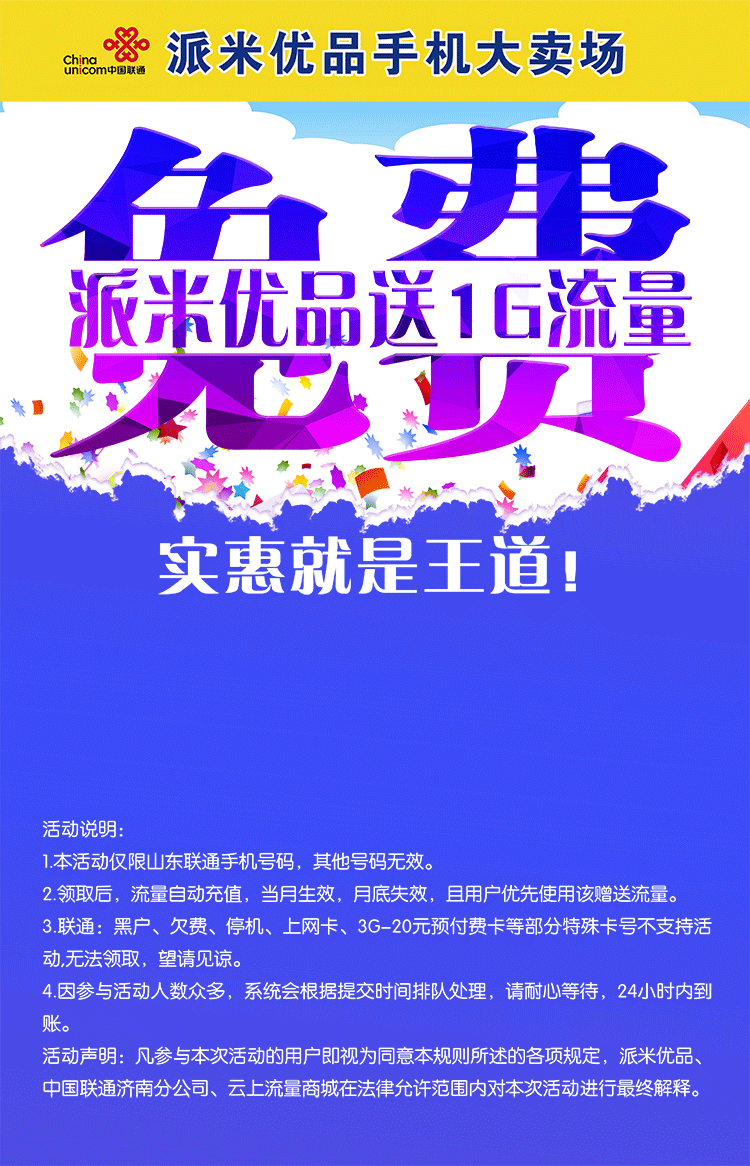 China
unicom中国联通
派米优品手机大卖场
免费
派米优品送1G流量
实惠就是王道!
活动说明:
1.本活动仅限山东联通手机号码，其他号码无效。
2.领取后，流量自动充值，当月生效，月底失效，且用户优先使用该赠送流量。
3.联通：黑户、欠费、停机、上网卡、3G-20元预付费卡等部分特殊卡号不支持活
动,无法领取，望请见谅。
4.因参与活动人数众多，系统会根据提交时间排队处理，请耐心等待，24小时内到
账。
活动声明：凡参与本次活动的用户即视为同意本规则所述的各项规定，派米优品、
中国联通济南分公司、云上流量商城在法律允许范围内对本次活动进行最终解释。